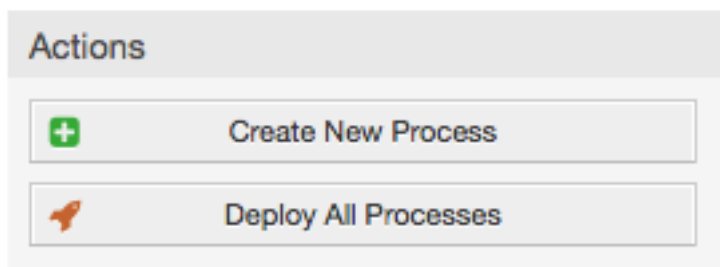 Actions
Create New Process
Deploy All Processes